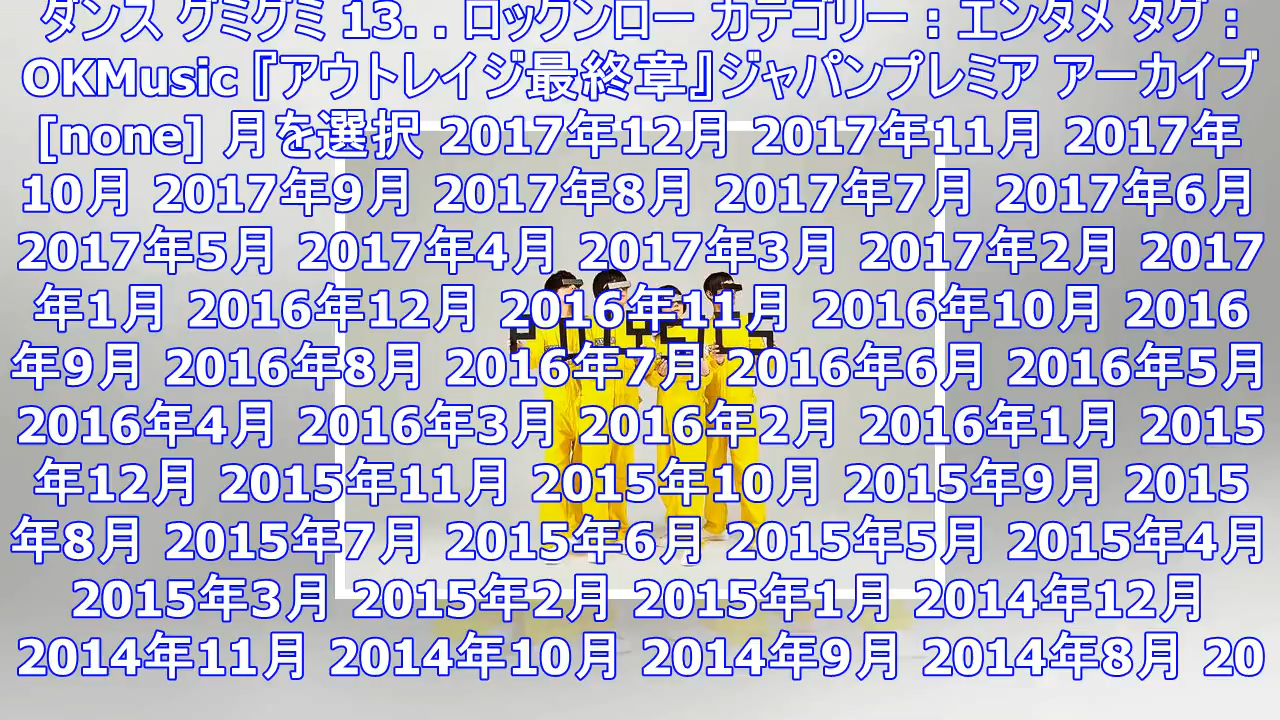 ダンス グミグミ 13. . ロックンロー カテゴリー : エンタメ タグ :
OKMusic 『アウトレイジ最終章』ジャパンプレミア アーカイブ
[none] 月を選択 2017年12月 2017年11月 2017年
10月 2017年9月 2017年8月 2017年7月 2017年6月
2017年5月 2017年4月 2017年3月 2017年2月 2017
年1月 2016年12月 2016年11月 2016年10月 2016
年9月 2016年8月 2016年7月 2016年6月 2016年5月
2016年4月 2016年3月 2016年2月 2016年1月 2015
年12月 2015年11月 2015年10月 2015年9月 2015
年8月 2015年7月 2015年6月 2015年5月 2015年4月
2015年3月 2015年2月 2015年1月 2014年12月
2014年11月 2014年10月 2014年9月 2014年8月 20